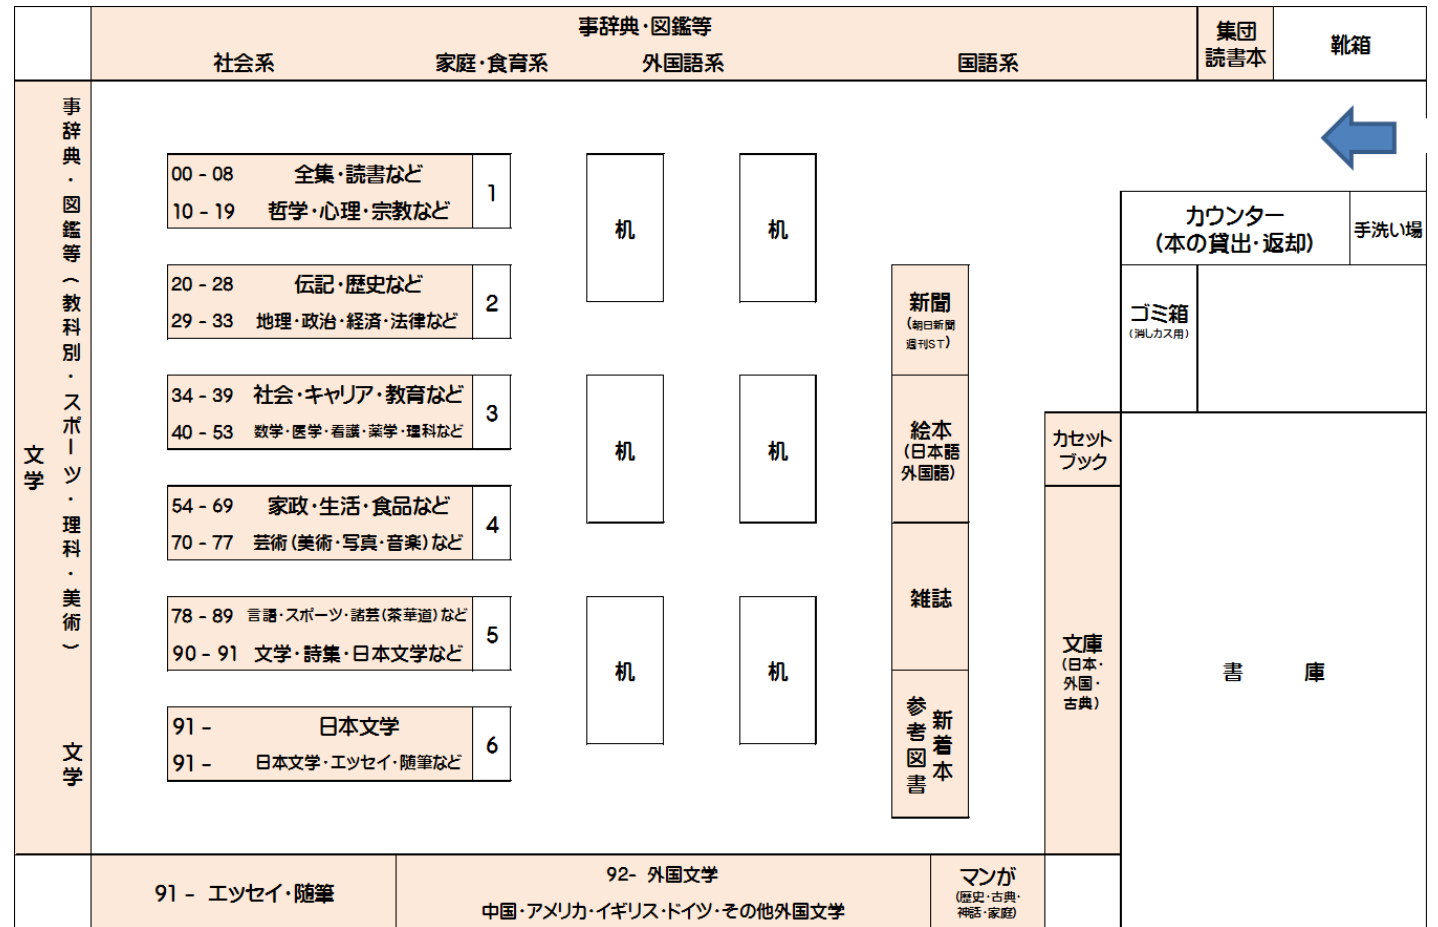 事辞典・図鑑等
社会系
家庭・食育系
外国語系
国語系
集団
読書本
靴箱
事辞典・図鑑等(教科別・スポーツ・理科・美術)
文学
文学
00 - 08 全集・読書など
10 - 19 哲学・心理・宗教など
1
20 - 28 伝記・歴史など
29 - 33 地理・政治・経済・法律など
2
34 - 39 社会・キャリア・教育など
40 - 53 数学・医学・看護・薬学・理科など
3
54 - 69 家政・生活・食品など
70 - 77 芸術(美術・写真・音楽)など
4
78 - 89 言語・スポーツ・諸芸(茶華道)など
90 - 91 文学・詩集・日本文学など
5
91 - 日本文学
91 - 日本文学・エッセイ・随筆など
6
机
机
机
机
机
机
新聞
(朝日新聞
週刊ST)
絵本
(日本語
外国語)
雑誌
新着本
参考図書
カウンター
(本の貸出・返却)
手洗い場
ゴミ箱
(消しカス用)
カセット
ブック
文庫
(日本・
外国・
古典)
書 庫
91 - エッセイ・随筆
92- 外国文学
中国・アメリカ・イギリス・ドイツ・その他外国文学
マンが
(歴史・古典・
神話・家庭)